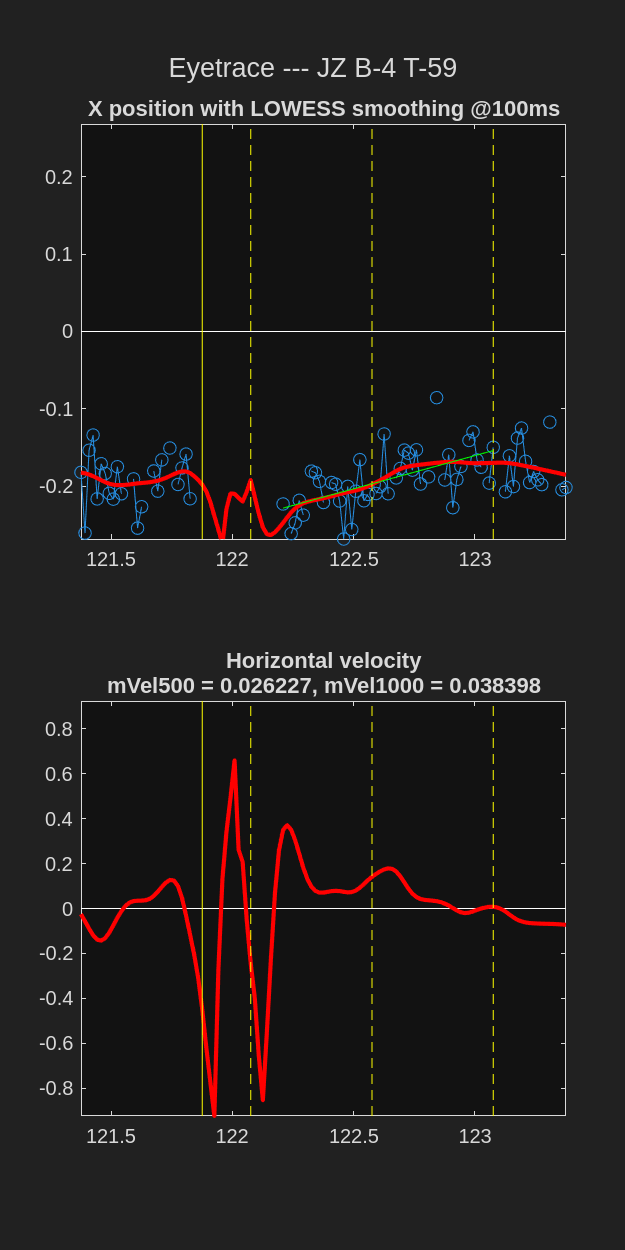 Eyetrace --- JZ B-4 T-59
X position with LOWESS smoothing @100ms
0.2
0.1
0
-0.1
-0.2
121.5 122 122.5 123
Horizontal velocity
mVel500 = 0.026227, mVel1000 = 0.038398
0.8
0.6
0.4
0.2
0
-0.2
-0.4
-0.6
-0.8
121.5 122 122.5 123